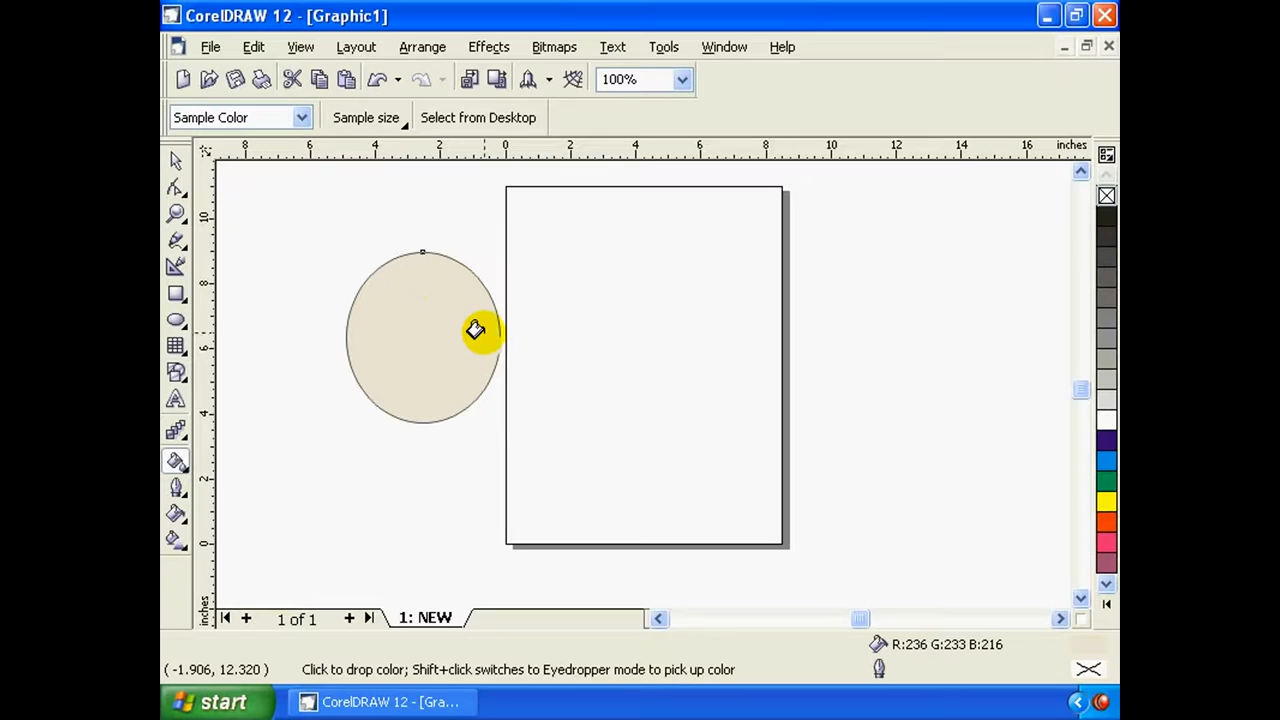 CorelDRAW 12 - [Graphic1]
File Edit View Layout Arrange Effects Bitmaps Text Tools Window Help
100%
Sample Color Sample size Select from Desktop
8 6 4 2 0 2 4 6 8 10 12 14 16 inches
10
8
6
4
2
0
inches
1 of 1 1: NEW
R:236 G:233 B:216
( -1.906, 12.320 ) Click to drop color; Shift+click switches to Eyedropper mode to pick up color
start CorelDRAW 12 - [Gra...